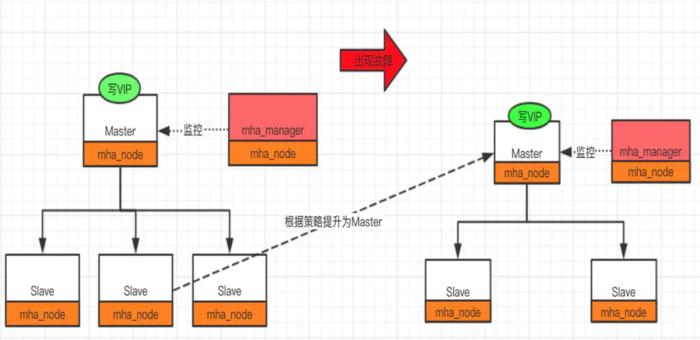 出现故障
写VIP
Master
mha_node
监控
mha_manager
mha_node
写VIP
Master
mha_node
监控
mha_manager
mha_node
根据策略提升为Master
Slave
mha_node
Slave
mha_node
Slave
mha_node
Slave
mha_node
Slave
mha_node